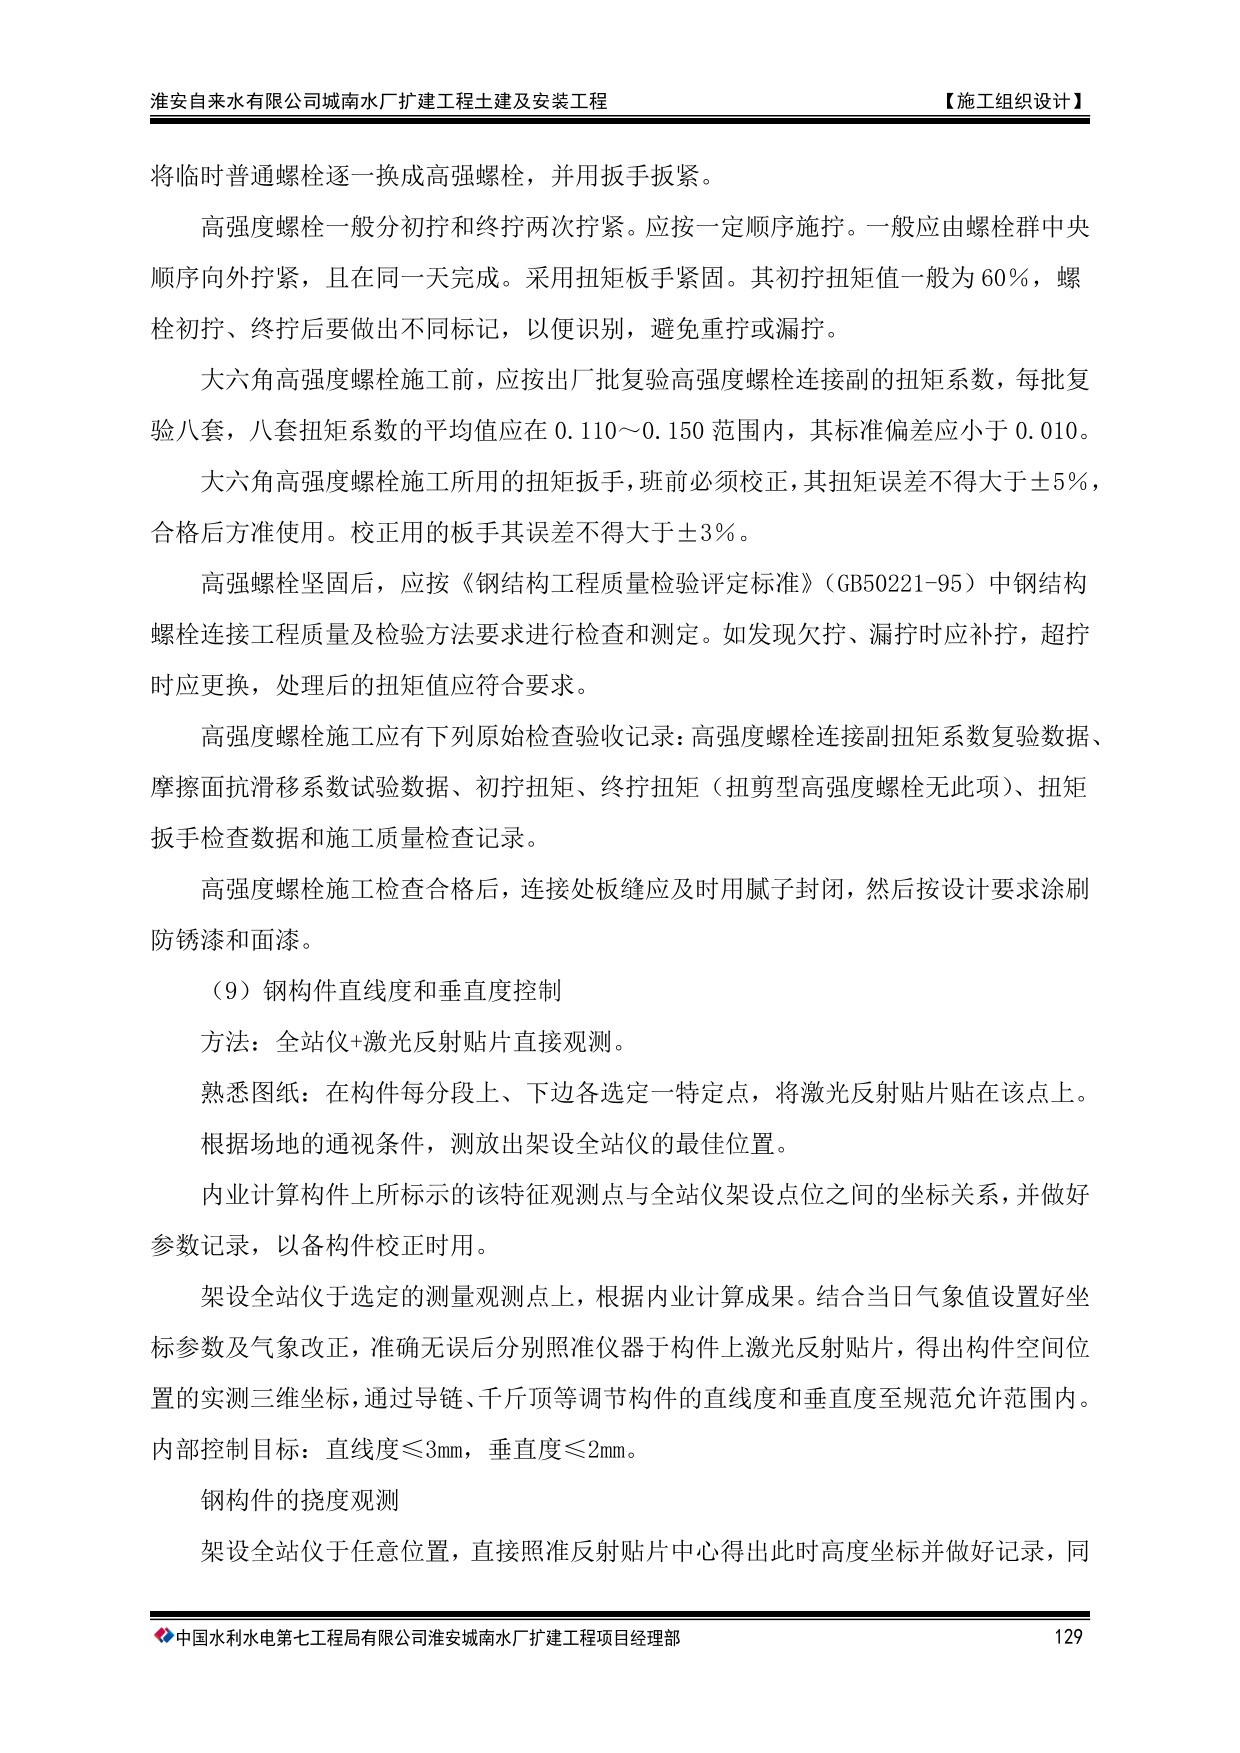 淮安自来水有限公司城南水厂扩建工程土建及安装工程 【施工组织设计】
将临时普通螺栓逐一换成高强螺栓，并用扳手扳紧。
高强度螺栓一般分初拧和终拧两次拧紧。应按一定顺序施拧。一般应由螺栓群中央
顺序向外拧紧，且在同一天完成。采用扭矩板手紧固。其初拧扭矩值一般为 60%，螺
栓初拧、终拧后要做出不同标记，以便识别，避免重拧或漏拧。
大六角高强度螺栓施工前，应按出厂批复验高强度螺栓连接副的扭矩系数，每批复
验八套，八套扭矩系数的平均值应在 0.110～0.150 范围内，其标准偏差应小于 0.010。
大六角高强度螺栓施工所用的扭矩扳手，班前必须校正，其扭矩误差不得大于±5%，
合格后方准使用。校正用的板手其误差不得大于±3%。
高强螺栓坚固后，应按《钢结构工程质量检验评定标准》（GB50221-95）中钢结构
螺栓连接工程质量及检验方法要求进行检查和测定。如发现欠拧、漏拧时应补拧，超拧
时应更换，处理后的扭矩值应符合要求。
高强度螺栓施工应有下列原始检查验收记录：高强度螺栓连接副扭矩系数复验数据、
摩擦面抗滑移系数试验数据、初拧扭矩、终拧扭矩（扭剪型高强度螺栓无此项）、扭矩
扳手检查数据和施工质量检查记录。
高强度螺栓施工检查合格后，连接处板缝应及时用腻子封闭，然后按设计要求涂刷
防锈漆和面漆。
（9）钢构件直线度和垂直度控制
方法：全站仪+激光反射贴片直接观测。
熟悉图纸：在构件每分段上、下边各选定一特定点，将激光反射贴片贴在该点上。
根据场地的通视条件，测放出架设全站仪的最佳位置。
内业计算构件上所标示的该特征观测点与全站仪架设点位之间的坐标关系，并做好
参数记录，以备构件校正时用。
架设全站仪于选定的测量观测点上，根据内业计算成果。结合当日气象值设置好坐
标参数及气象改正，准确无误后分别照准仪器于构件上激光反射贴片，得出构件空间位
置的实测三维坐标，通过导链、千斤顶等调节构件的直线度和垂直度至规范允许范围内。
内部控制目标：直线度≤3mm，垂直度≤2mm。
钢构件的挠度观测
架设全站仪于任意位置，直接照准反射贴片中心得出此时高度坐标并做好记录，同
中国水利水电第七工程局有限公司淮安城南水厂扩建工程项目经理部 129